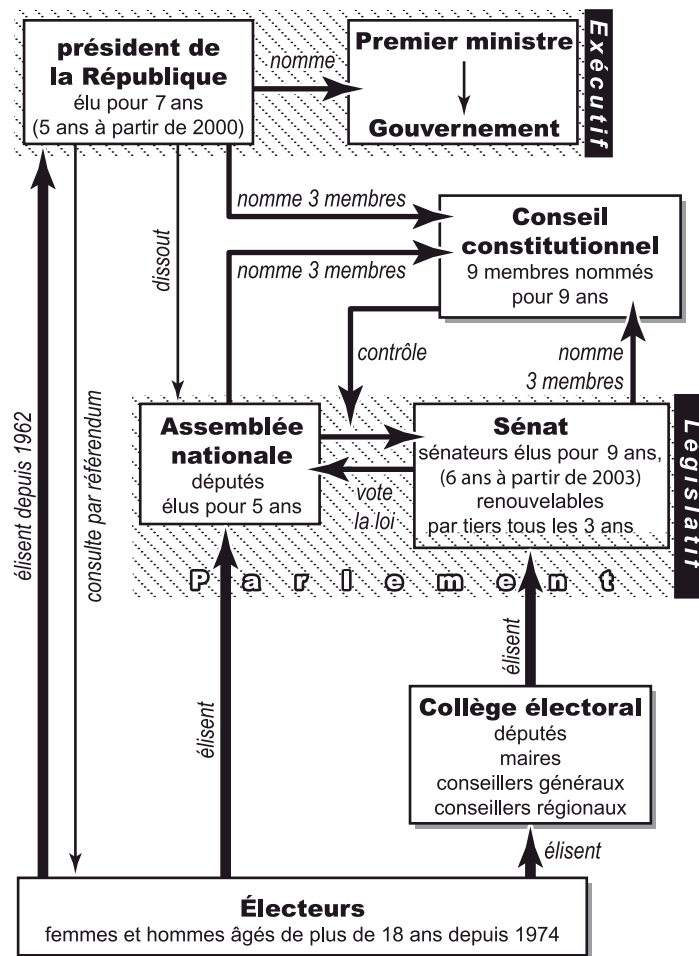 président de
la République
élu pour 7 ans
(5 ans à partir de 2000)
nomme
Premier ministre
Gouvernement
Exécutif
nomme 3 membres
nomme 3 membres
dissout
Conseil
constitutionnel
9 membres nommés
pour 9 ans
contrôle
nomme
3 membres
élisent depuis 1962
consulte par référendum
Assemblée
nationale
députés
élus pour 5 ans
vote
la loi
Sénat
sénateurs élus pour 9 ans,
(6 ans à partir de 2003)
renouvelables
par tiers tous les 3 ans
Législatif
Parlement
élisent
élisent
Collège électoral
députés
maires
conseillers généraux
conseillers régionaux
élisent
Électeurs
femmes et hommes âgés de plus de 18 ans depuis 1974